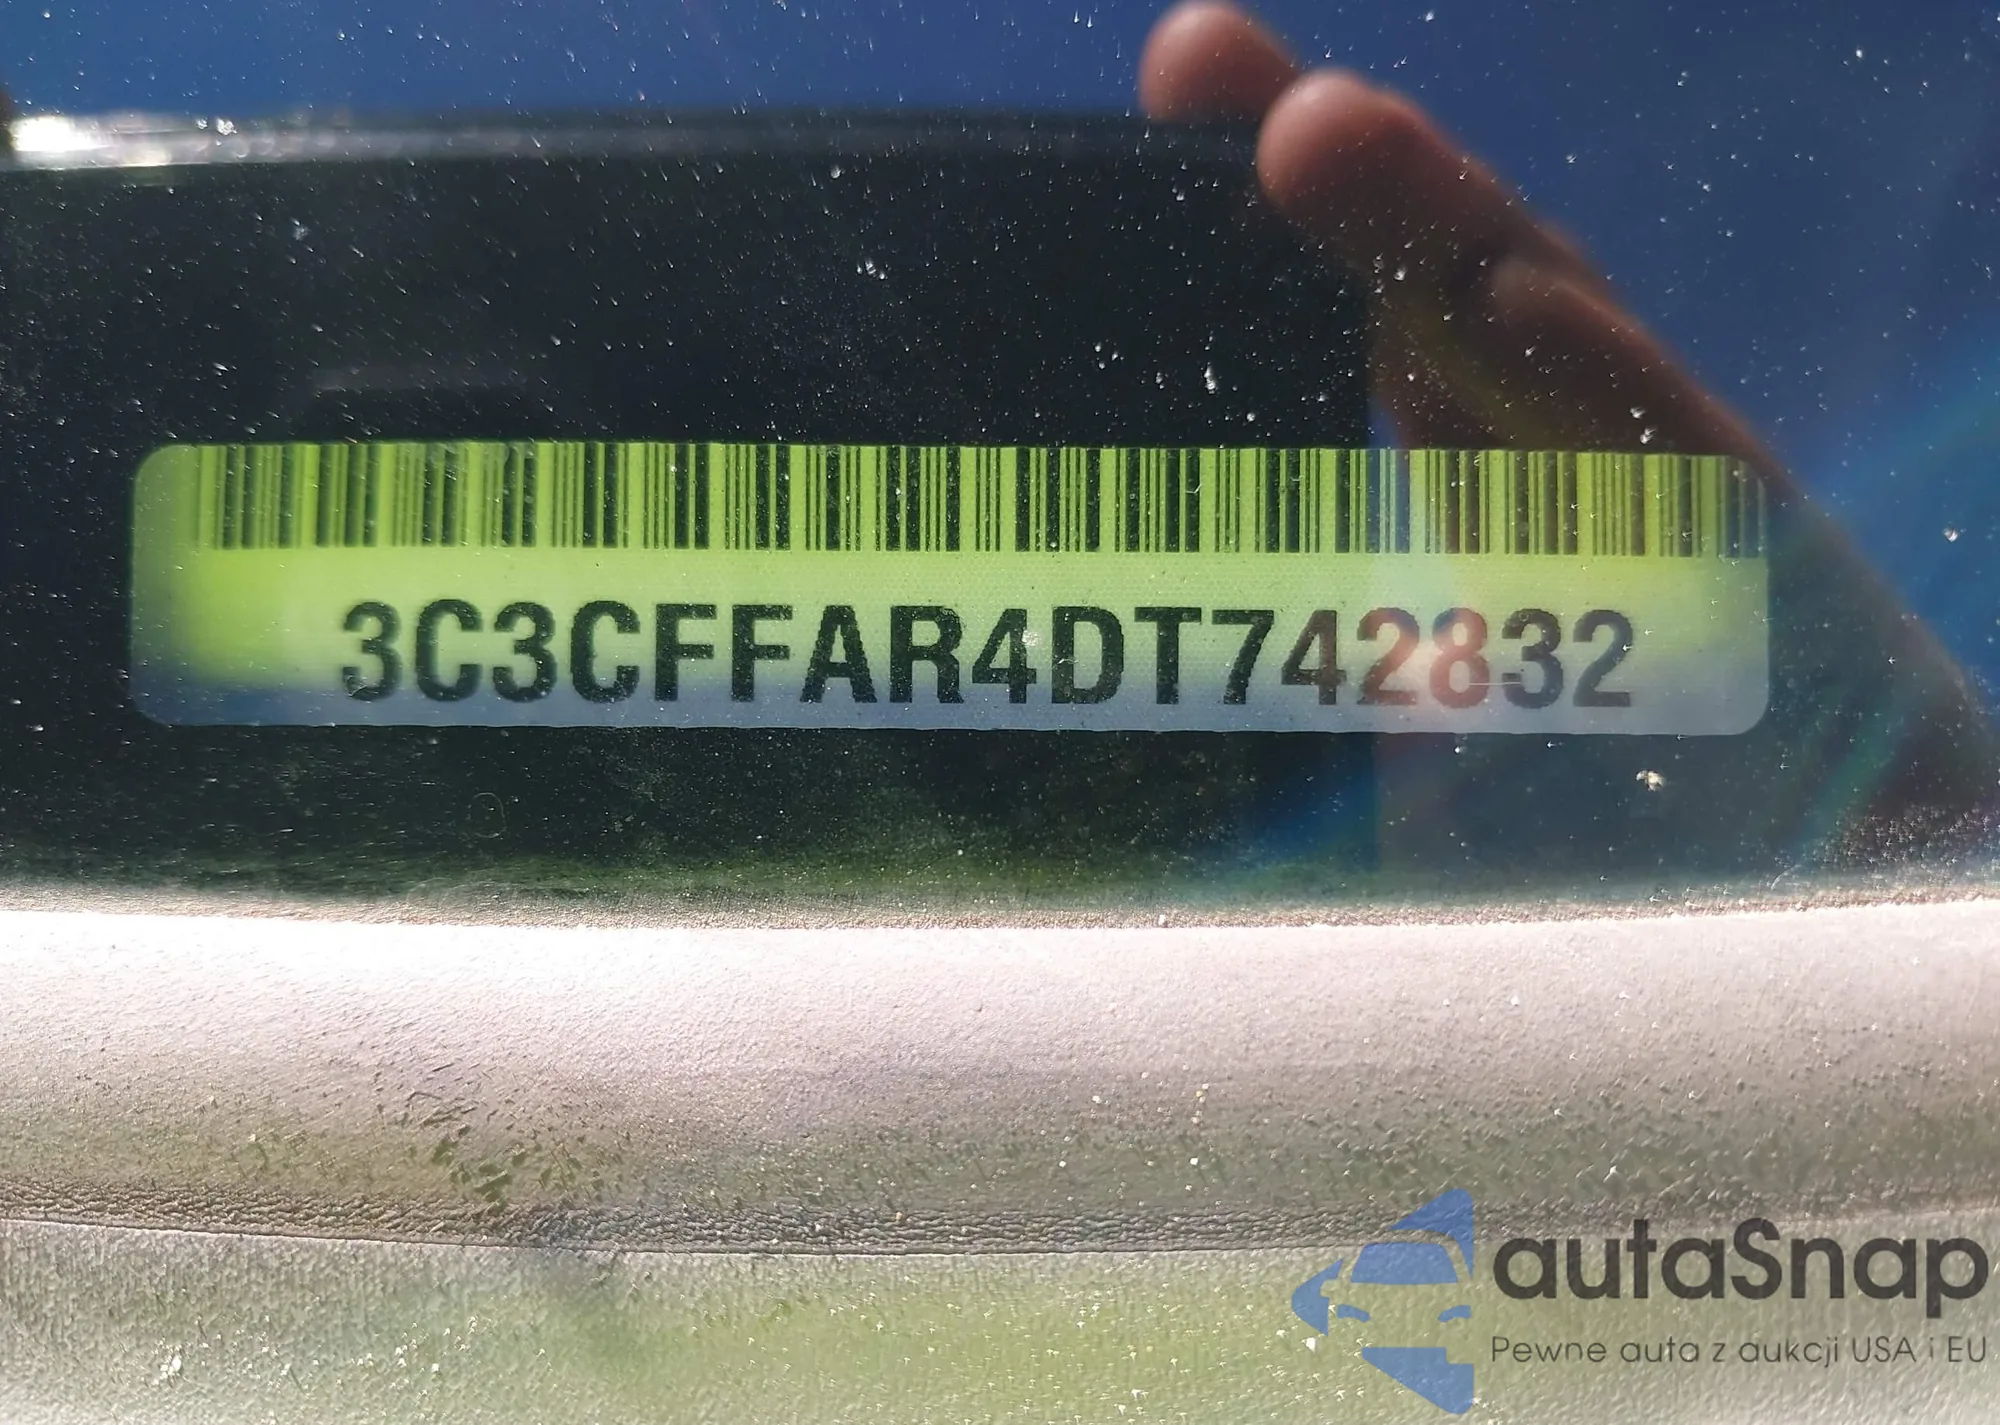 3C3CFFAR4DT742832
autaSnap
Pewne auta z aukcji USA i EU